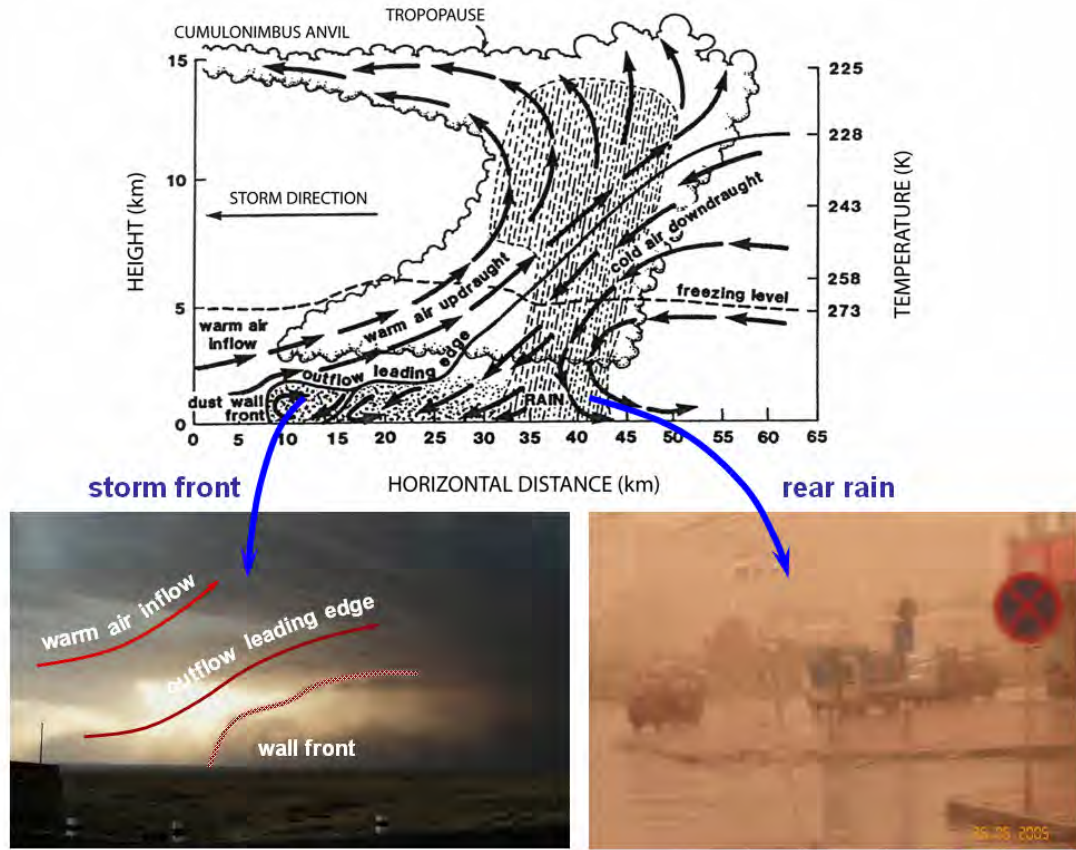 TROPOPAUSE
CUMULONIMBUS ANVIL
15
10
5
0
HEIGHT (km)
225
228
243
258
273
TEMPERATURE (K)
STORM DIRECTION
cold air downdraught
warm air updraught
freezing level
warm air
inflow
outflow leading edge
dust wall
front
RAIN
0 5 10 15 20 25 30 35 40 45 50 55 60 65
HORIZONTAL DISTANCE (km)
storm front
rear rain
warm air inflow
outflow leading edge
wall front
26 06 2005